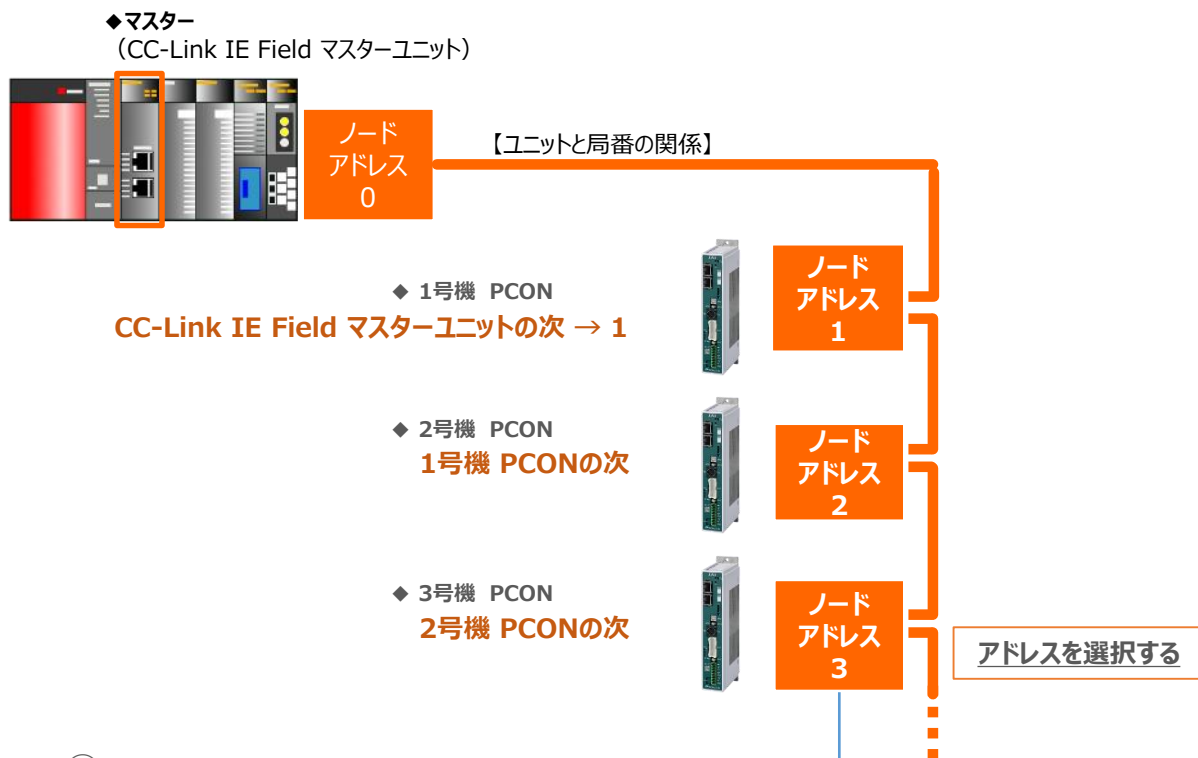 ◆マスター
（CC-Link IE Field マスターユニット）
ノード
アドレス
0
【ユニットと局番の関係】
◆ 1号機 PCON
CC-Link IE Field マスターユニットの次 → 1
ノード
アドレス
1
◆ 2号機 PCON
1号機 PCONの次
ノード
アドレス
2
◆ 3号機 PCON
2号機 PCONの次
ノード
アドレス
3
アドレスを選択する